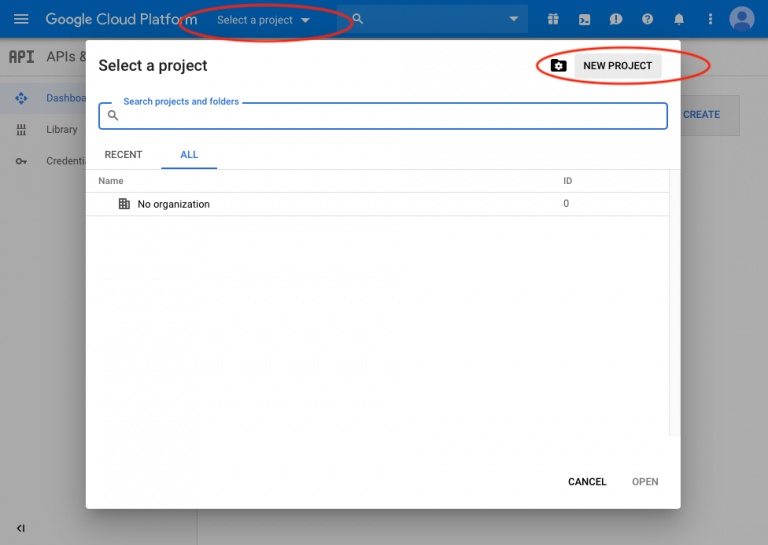 Google Cloud Platform
Select a project
API
APIs &
Dashboa
Library
Credentia
CREATE
Select a project
NEW PROJECT
Search projects and folders
RECENT
ALL
Name
ID
No organization
0
CANCEL
OPEN